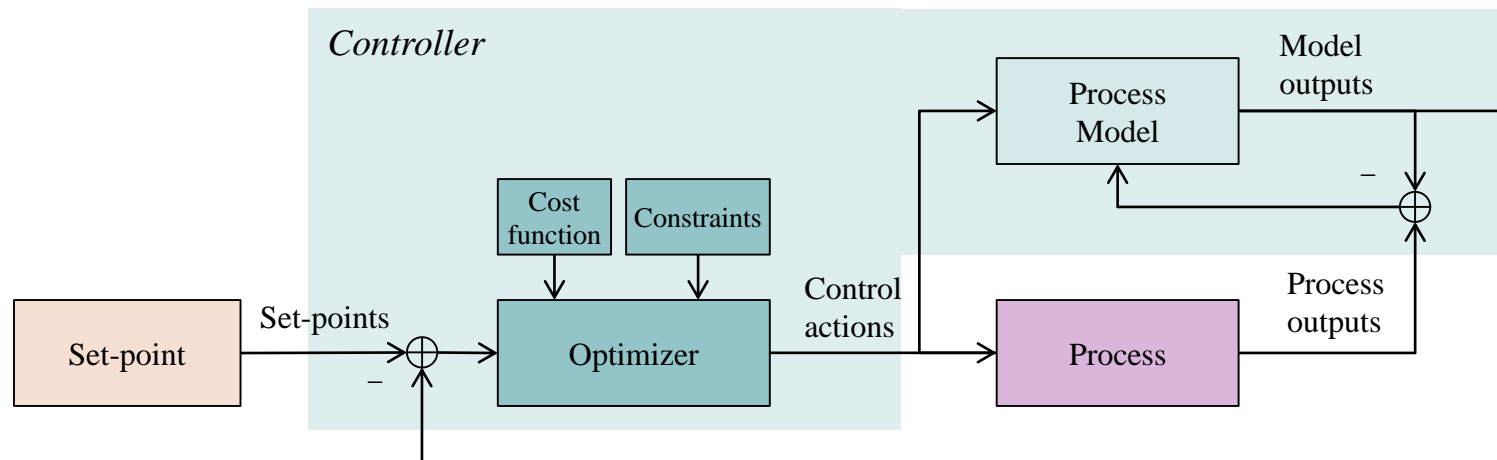 Controller
Model
outputs
Process
Model
–
Cost
function
Constraints
Control
actions
Process
outputs
Set-points
Set-point
–
Optimizer
Process